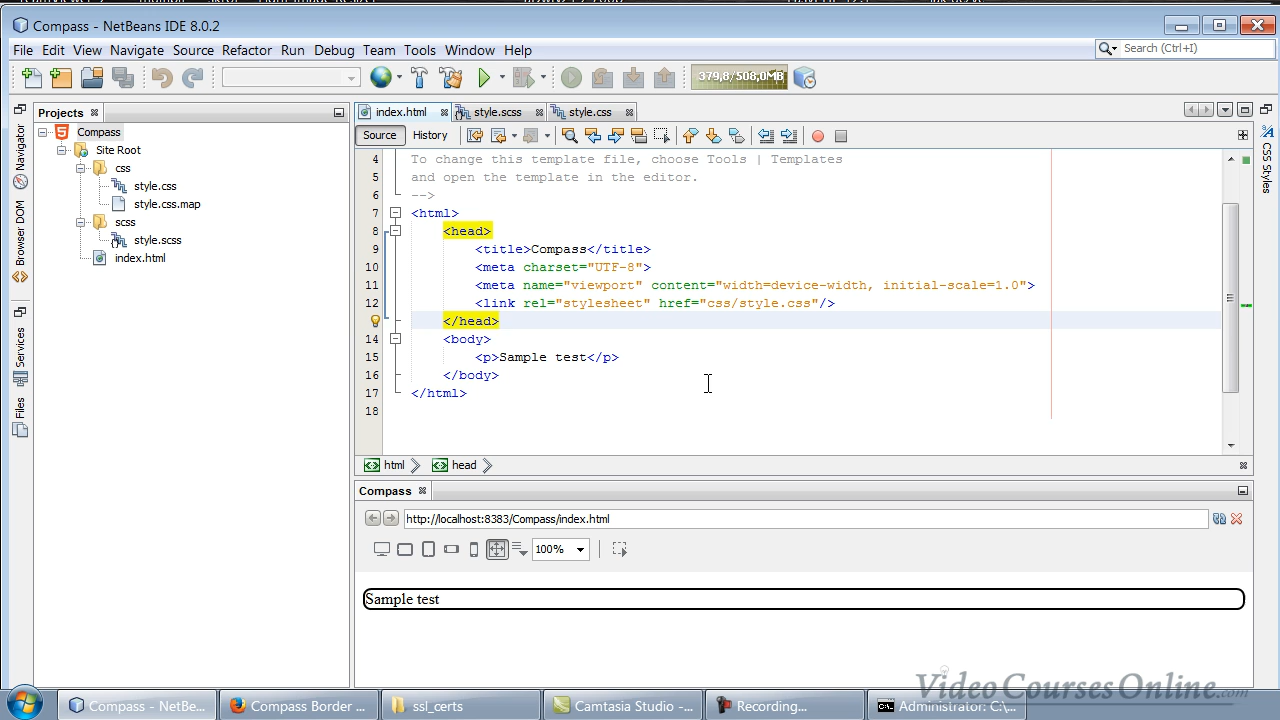 Compass - NetBeans IDE 8.0.2
File Edit View Navigate Source Refactor Run Debug Team Tools Window Help
Search (Ctrl+I)
379,8/508,0MB
Projects
index.html style.scss style.css
Source History
Navigator
Browser DOM
Services
Files
Compass
Site Root
css
style.css
style.css.map
scss
style.scss
index.html
4 To change this template file, choose Tools | Templates
5 and open the template in the editor.
6 -->
7 <html>
8 <head>
9 <title>Compass</title>
10 <meta charset="UTF-8">
11 <meta name="viewport" content="width=device-width, initial-scale=1.0">
12 <link rel="stylesheet" href="css/style.css"/>
</head>
14 <body>
15 <p>Sample test</p>
16 </body>
17 </html>
18
CSS Styles
html head
Compass
http://localhost:8383/Compass/index.html
100%
Sample test
VideoCoursesOnline.com
Compass - NetBe...
Compass Border ...
ssl_certs
Camtasia Studio -...
Recording...
Administrator: C:\...